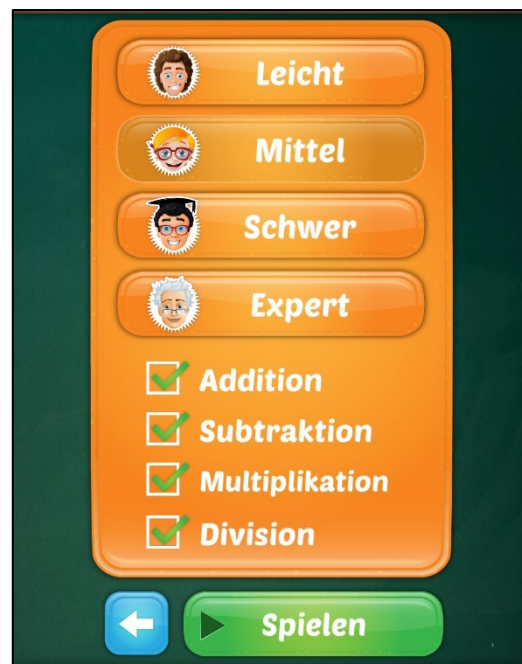 Leicht
Mittel
Schwer
Expert
Addition
Subtraktion
Multiplikation
Division
Spielen